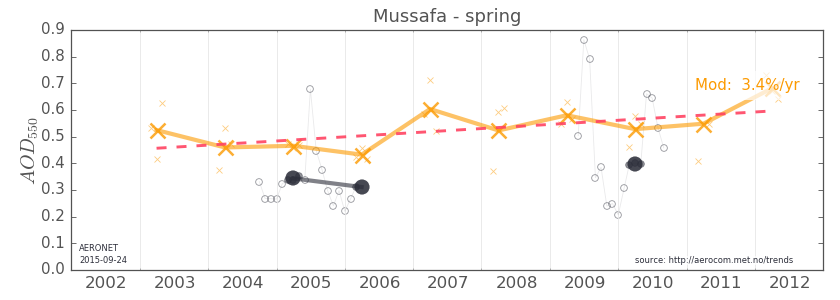 Mussafa - spring
0.9
0.8
0.7
0.6
0.5
0.4
0.3
0.2
0.1
0.0
AOD550
Mod: 3.4%/yr
AERONET
2015-09-24
source: http://aerocom.met.no/trends
2002 2003 2004 2005 2006 2007 2008 2009 2010 2011 2012